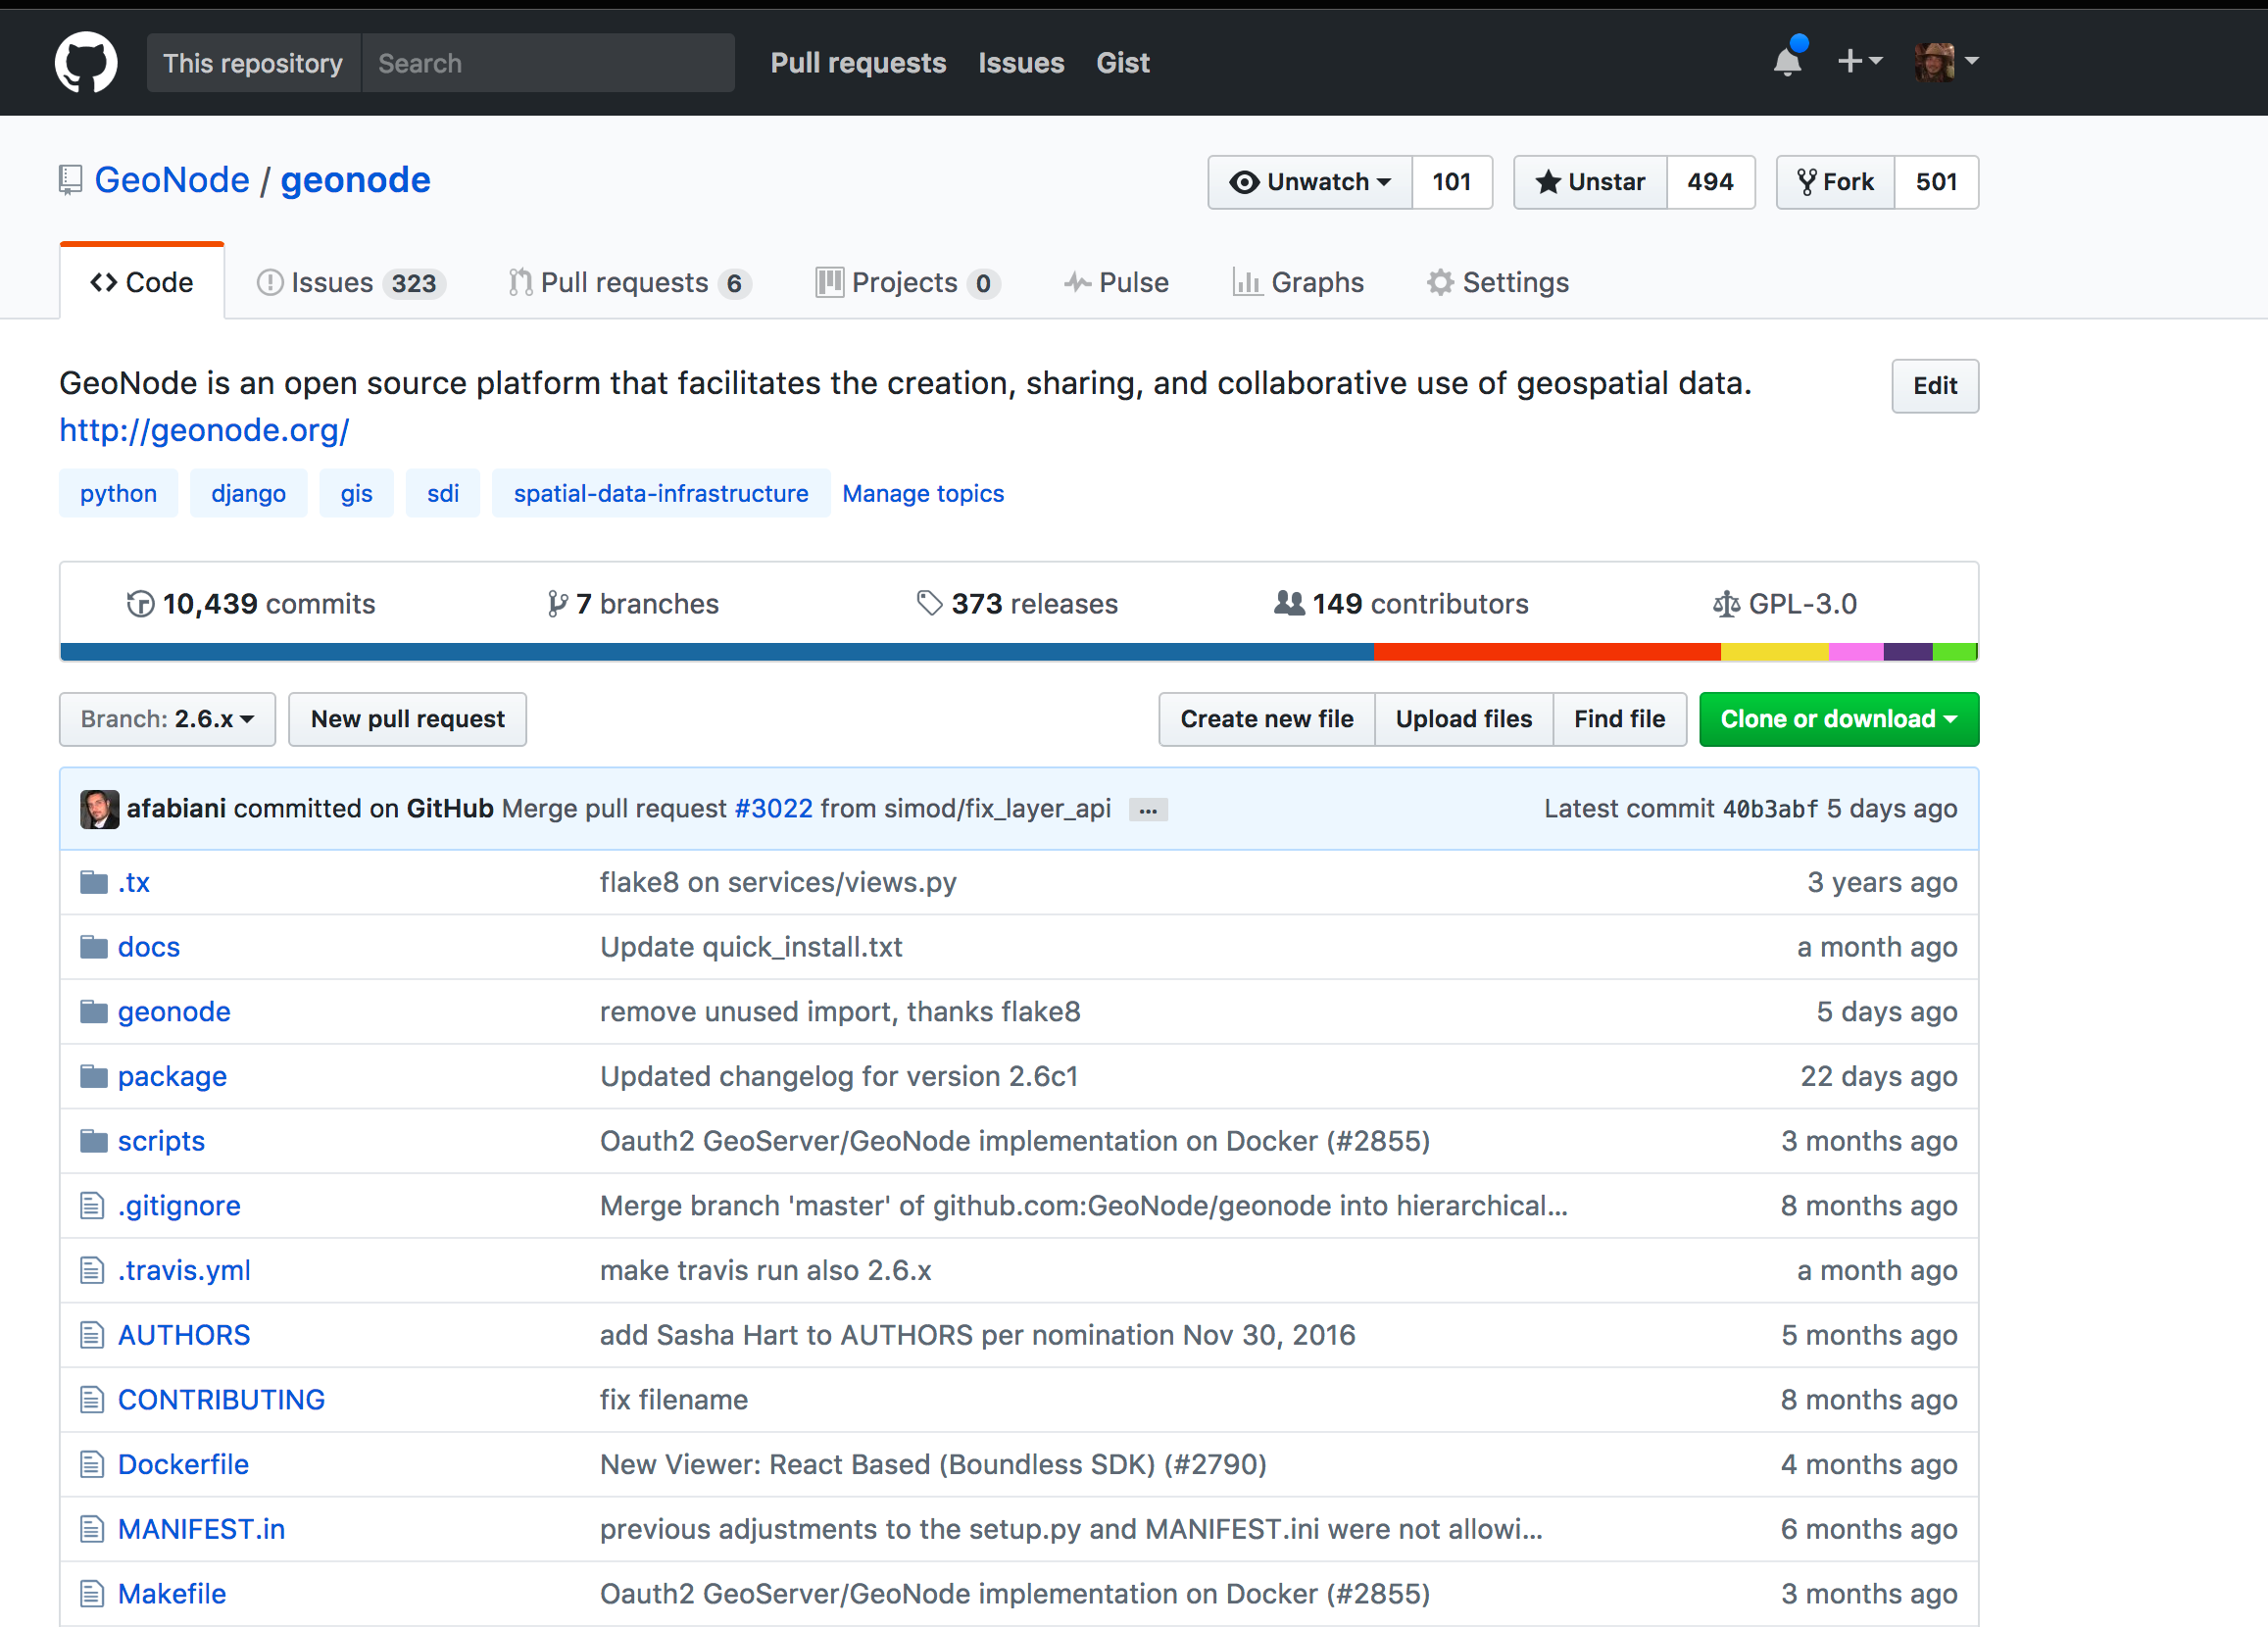 This repository Search Pull requests Issues Gist
GeoNode / geonode Unwatch 101 Unstar 494 Fork 501
Code Issues 323 Pull requests 6 Projects 0 Pulse Graphs Settings
GeoNode is an open source platform that facilitates the creation, sharing, and collaborative use of geospatial data. Edit
http://geonode.org/
python django gis sdi spatial-data-infrastructure Manage topics
10,439 commits 7 branches 373 releases 149 contributors GPL-3.0
Branch: 2.6.x New pull request Create new file Upload files Find file Clone or download
afabiani committed on GitHub Merge pull request #3022 from simod/fix_layer_api ... Latest commit 40b3abf 5 days ago
.tx flake8 on services/views.py 3 years ago
docs Update quick_install.txt a month ago
geonode remove unused import, thanks flake8 5 days ago
package Updated changelog for version 2.6c1 22 days ago
scripts Oauth2 GeoServer/GeoNode implementation on Docker (#2855) 3 months ago
.gitignore Merge branch 'master' of github.com:GeoNode/geonode into hierarchical... 8 months ago
.travis.yml make travis run also 2.6.x a month ago
AUTHORS add Sasha Hart to AUTHORS per nomination Nov 30, 2016 5 months ago
CONTRIBUTING fix filename 8 months ago
Dockerfile New Viewer: React Based (Boundless SDK) (#2790) 4 months ago
MANIFEST.in previous adjustments to the setup.py and MANIFEST.ini were not allowi... 6 months ago
Makefile Oauth2 GeoServer/GeoNode implementation on Docker (#2855) 3 months ago